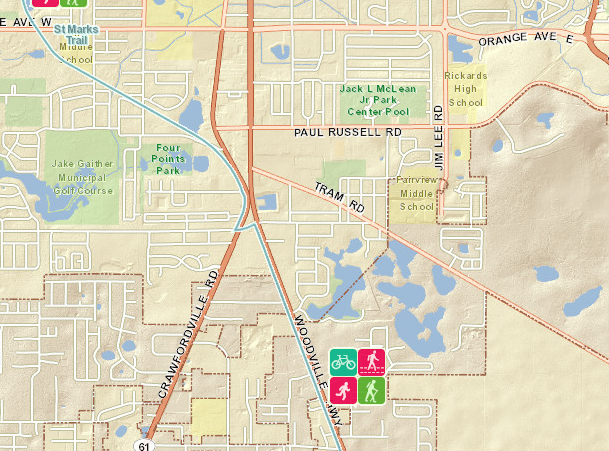 E AVE W
St Marks
Trail
Middle
School
ORANGE AVE E
Rickards
High
School
Jack L McLean
Jr Park
Center Pool
PAUL RUSSELL RD
JIM LEE RD
Four
Points
Park
Jake Gaither
Municipal
Golf Course
TRAM RD
Fairview
Middle
School
CRAWFORDVILLE RD
WOODVILLE HWY
61